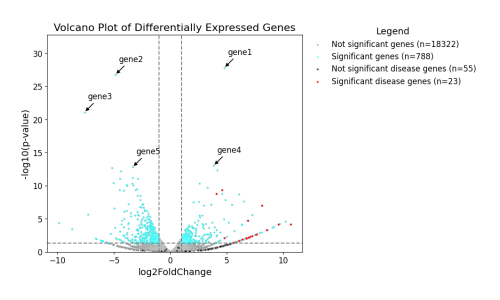 Volcano Plot of Differentially Expressed Genes
Legend
Not significant genes (n=18322)
Significant genes (n=788)
Not significant disease genes (n=55)
Significant disease genes (n=23)
gene1
gene2
gene3
gene4
gene5
-log10(p-value)
30
25
20
15
10
5
0
−10
−5
0
5
10
log2FoldChange